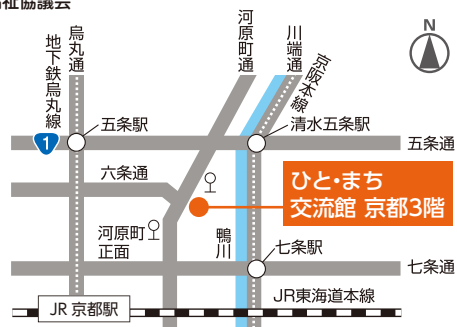 祉協議会
烏丸通
地下鉄烏丸線
河原町通
川端通
京阪本線
N
1
五条駅
清水五条駅
五条通
六条通
ひと・まち
交流館 京都3階
河原町
正面
鴨川
七条駅
七条通
JR東海道本線
JR 京都駅